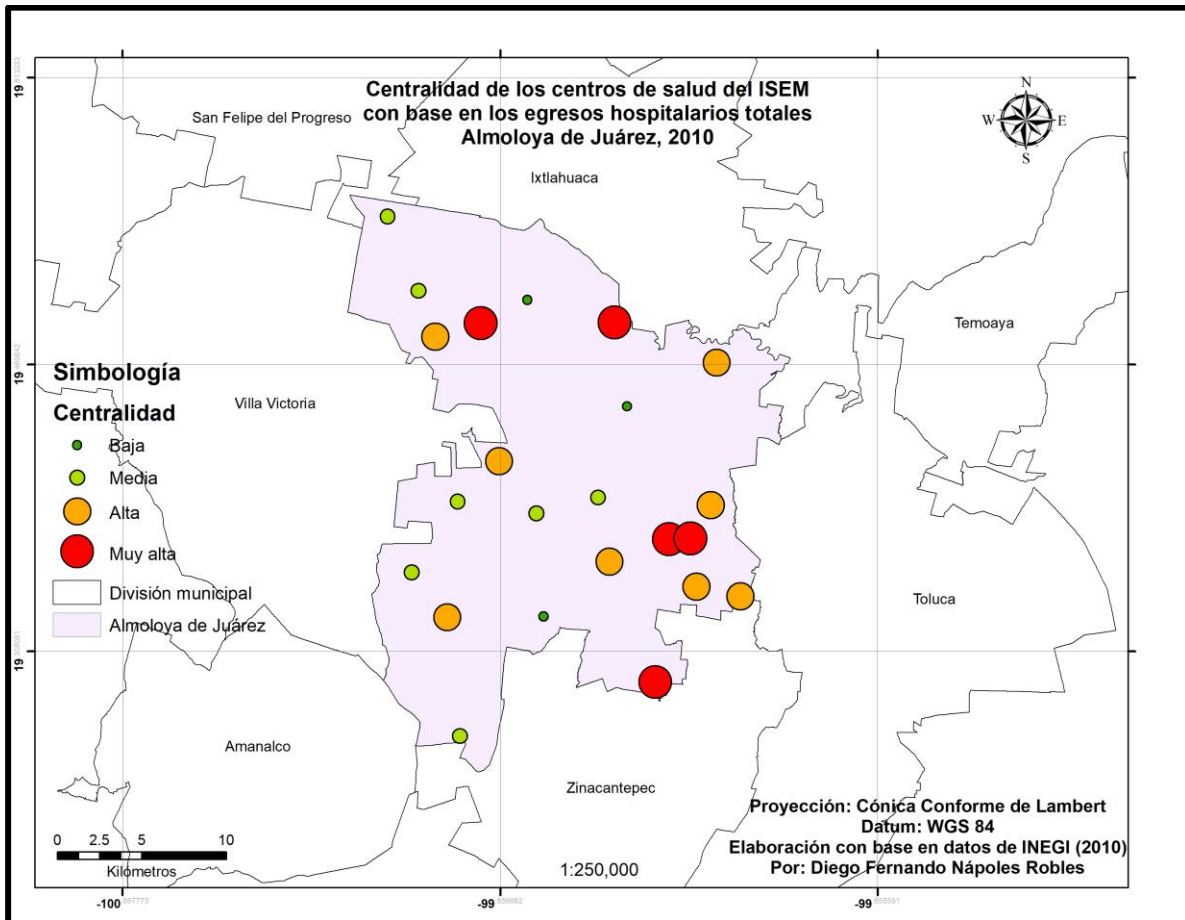 Centralidad de los centros de salud del ISEM
con base en los egresos hospitalarios totales
Almoloya de Juárez, 2010
N
W E
S
San Felipe del Progreso
Ixtlahuaca
Temoaya
Villa Victoria
Toluca
Amanalco
Zinacantepec
Simbología
Centralidad
Baja
Media
Alta
Muy alta
División municipal
Almoloya de Juárez
0 2.5 5 10
Kilómetros
1:250,000
Proyección: Cónica Conforme de Lambert
Datum: WGS 84
Elaboración con base en datos de INEGI (2010)
Por: Diego Fernando Nápoles Robles
19
19
19
-100
-99
-99